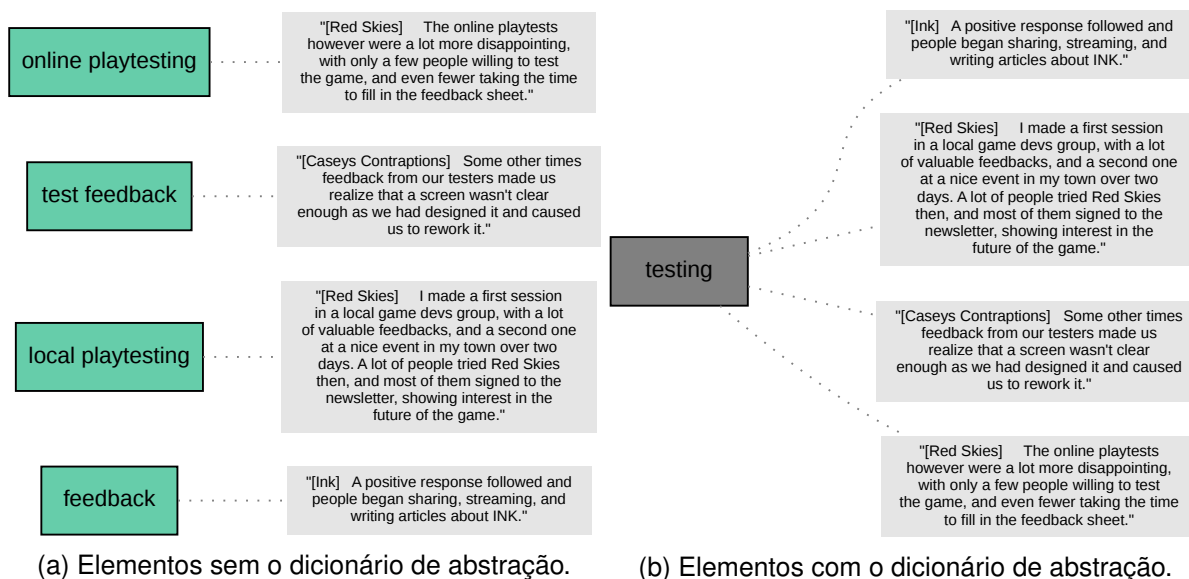 online playtesting
"[Red Skies] The online playtests
however were a lot more disappointing,
with only a few people willing to test
the game, and even fewer taking the time
to fill in the feedback sheet."
test feedback
"[Caseys Contraptions] Some other times
feedback from our testers made us
realize that a screen wasn't clear
enough as we had designed it and caused
us to rework it."
local playtesting
"[Red Skies] I made a first session
in a local game devs group, with a lot
of valuable feedbacks, and a second one
at a nice event in my town over two
days. A lot of people tried Red Skies
then, and most of them signed to the
newsletter, showing interest in the
future of the game."
feedback
"[Ink] A positive response followed and
people began sharing, streaming, and
writing articles about INK."
(a) Elementos sem o dicionário de abstração.
testing
"[Ink] A positive response followed and
people began sharing, streaming, and
writing articles about INK."
"[Red Skies] I made a first session
in a local game devs group, with a lot
of valuable feedbacks, and a second one
at a nice event in my town over two
days. A lot of people tried Red Skies
then, and most of them signed to the
newsletter, showing interest in the
future of the game."
"[Caseys Contraptions] Some other times
feedback from our testers made us
realize that a screen wasn't clear
enough as we had designed it and caused
us to rework it."
"[Red Skies] The online playtests
however were a lot more disappointing,
with only a few people willing to test
the game, and even fewer taking the time
to fill in the feedback sheet."
(b) Elementos com o dicionário de abstração.